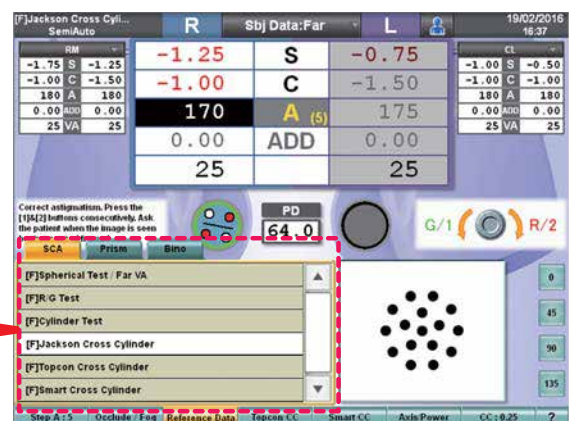 [F]Jackson Cross Cyli...
SemiAuto
R
Sbj Data:Far
L
19/02/2016
16:37
RM
-1.75 S -1.25
-1.00 C -1.50
180 A 180
0.00 ADD 0.00
25 VA 25
-1.25 S -0.75
-1.00 C -1.50
170 A (5) 175
0.00 ADD 0.00
25 25
CL
-1.00 S -0.50
-1.00 C -1.00
180 A 180
0.00 ADD 0.00
25 VA 25
Correct astigmatism. Press the
[1]&[2] buttons consecutively. Ask
the patient when the image is seen
PD
64.0
G/1
R/2
SCA Prism Bino
[F]Spherical Test / Far VA
[F]R/G Test
[F]Cylinder Test
[F]Jackson Cross Cylinder
[F]Topcon Cross Cylinder
[F]Smart Cross Cylinder
0
45
90
135
Step A : 5 Occlude / Fog Reference Data Topcon CC Smart CC Axis/Power CC : 0.25 ?